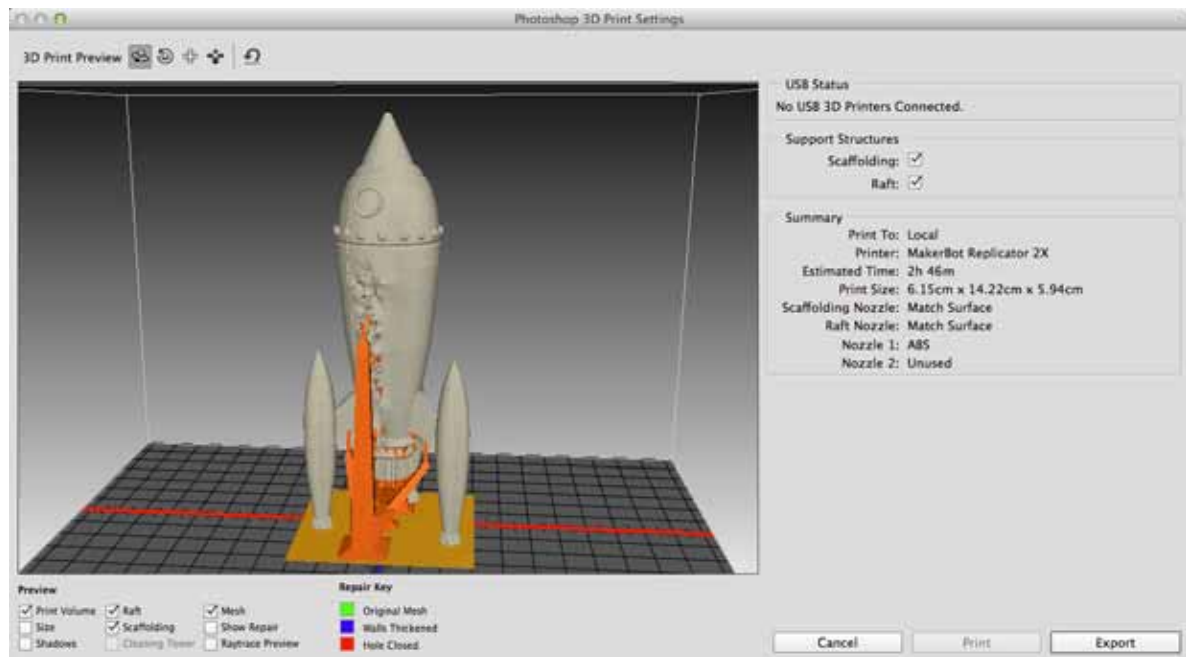 Photoshop 3D Print Settings
3D Print Preview
USB Status
No USB 3D Printers Connected.
Support Structures
Scaffolding:
Raft:
Summary
Print To: Local
Printer: MakerBot Replicator 2X
Estimated Time: 2h 46m
Print Size: 6.15cm x 14.22cm x 5.94cm
Scaffolding Nozzle: Match Surface
Raft Nozzle: Match Surface
Nozzle 1: ABS
Nozzle 2: Unused
Preview
Print Volume Raft Mesh
Size Scaffolding Show Repair
Shadows Cleaning Tower Raytrace Preview
Repair Key
Original Mesh
Walls Thickened
Hole Closed
Cancel Print Export